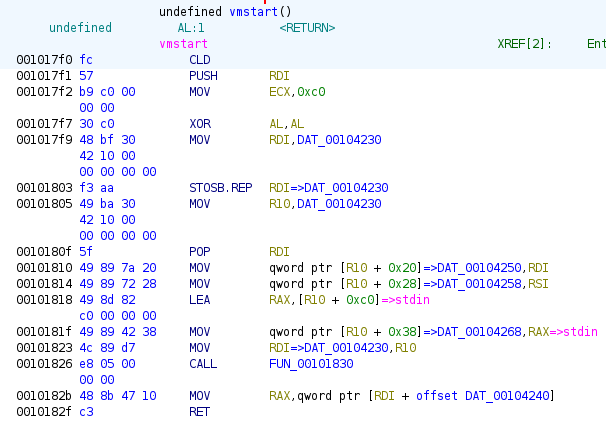 undefined vmstart()
undefined AL:1 <RETURN>
vmstart XREF[2]: Ent
001017f0 fc CLD
001017f1 57 PUSH RDI
001017f2 b9 c0 00 MOV ECX,0xc0
00 00
001017f7 30 c0 XOR AL,AL
001017f9 48 bf 30 MOV RDI,DAT_00104230
42 10 00
00 00 00 00
00101803 f3 aa STOSB.REP RDI=>DAT_00104230
00101805 49 ba 30 MOV R10,DAT_00104230
42 10 00
00 00 00 00
0010180f 5f POP RDI
00101810 49 89 7a 20 MOV qword ptr [R10 + 0x20]=>DAT_00104250,RDI
00101814 49 89 72 28 MOV qword ptr [R10 + 0x28]=>DAT_00104258,RSI
00101818 49 8d 82 LEA RAX,[R10 + 0xc0]=>stdin
c0 00 00 00
0010181f 49 89 42 38 MOV qword ptr [R10 + 0x38]=>DAT_00104268,RAX=>stdin
00101823 4c 89 d7 MOV RDI=>DAT_00104230,R10
00101826 e8 05 00 CALL FUN_00101830
00 00
0010182b 48 8b 47 10 MOV RAX,qword ptr [RDI + offset DAT_00104240]
0010182f c3 RET